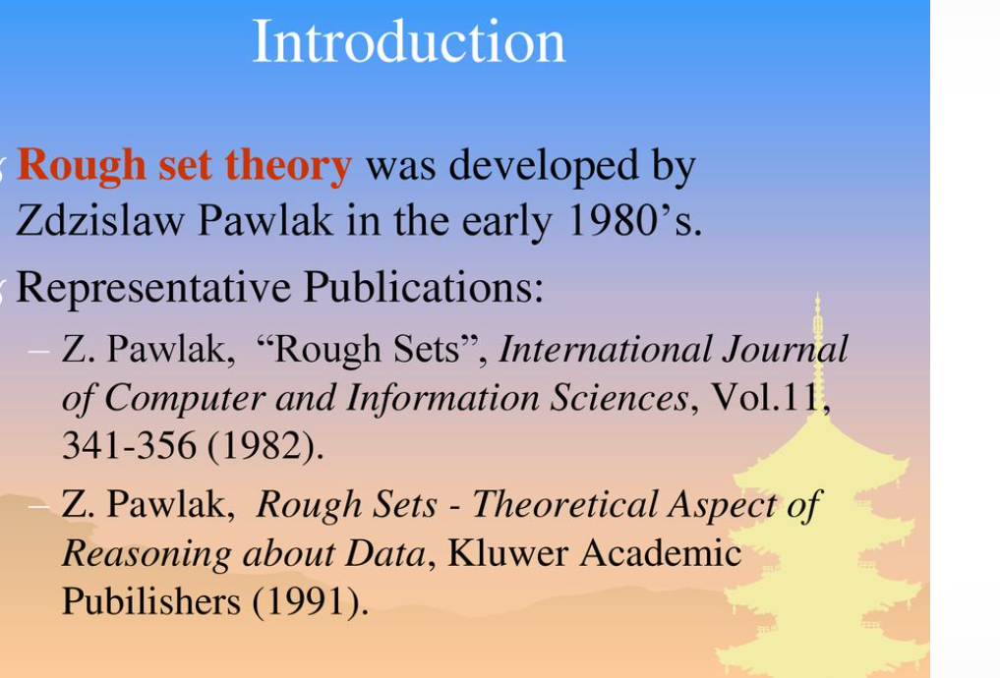 Introduction
Rough set theory was developed by
Zdzislaw Pawlak in the early 1980’s.
Representative Publications:
– Z. Pawlak, “Rough Sets”, International Journal
of Computer and Information Sciences, Vol.11,
341-356 (1982).
– Z. Pawlak, Rough Sets - Theoretical Aspect of
Reasoning about Data, Kluwer Academic
Pubilishers (1991).